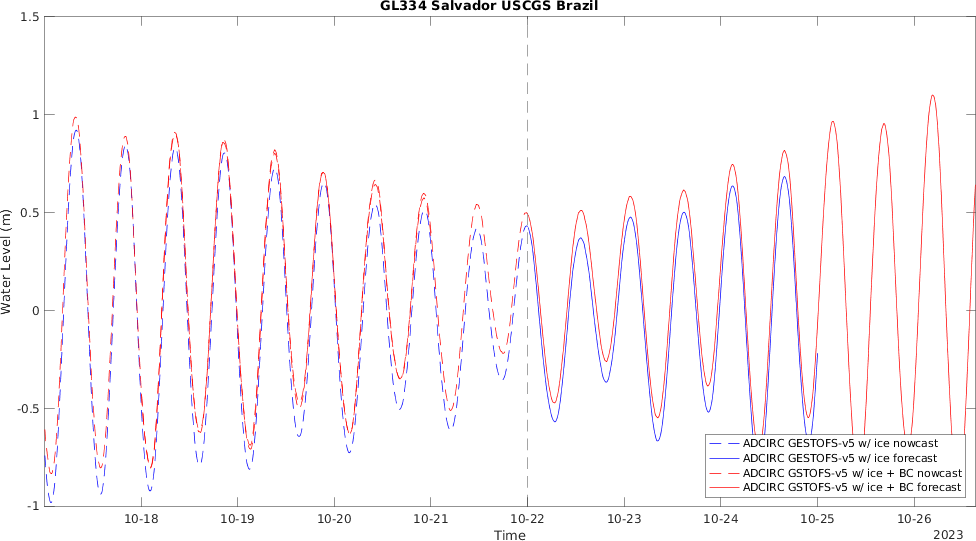 GL334 Salvador USCGS Brazil
1.5
1
0.5
0
-0.5
-1
Water Level (m)
10-18
10-19
10-20
10-21
10-22
10-23
10-24
10-25
10-26
Time
2023
ADCIRC GESTOFS-v5 w/ ice nowcast
ADCIRC GESTOFS-v5 w/ ice forecast
ADCIRC GSTOFS-v5 w/ ice + BC nowcast
ADCIRC GSTOFS-v5 w/ ice + BC forecast